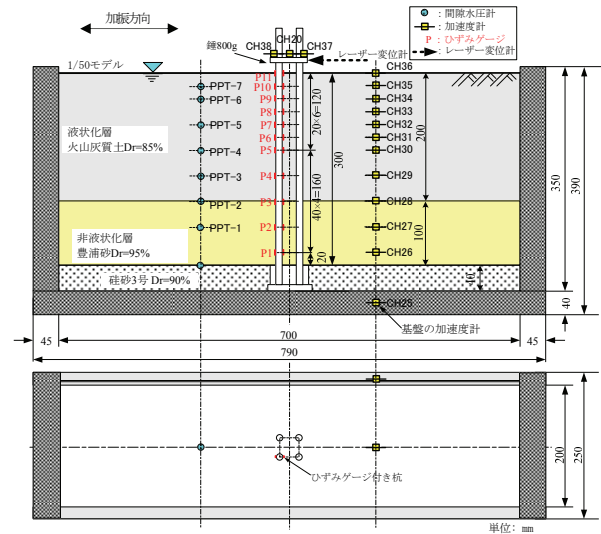 加振方向
：間隙水圧計
：加速度計
P ：ひずみゲージ
：レーザー変位計
1/50モデル
錘800g
CH20
CH38
CH37
レーザー変位計
CH36
CH35
CH34
CH33
CH32
CH31
CH30
CH29
CH28
CH27
CH26
CH25
P11
P10
P9
P8
P7
P6
P5
P4
P3
P2
P1
PPT-7
PPT-6
PPT-5
PPT-4
PPT-3
PPT-2
PPT-1
液状化層
火山灰質土Dr=85%
非液状化層
豊浦砂Dr=95%
硅砂3号 Dr=90%
20×6=120
40×4=160
20
300
200
100
40
350
390
40
基盤の加速度計
45
700
45
790
ひずみゲージ付き杭
200
250
単位: mm